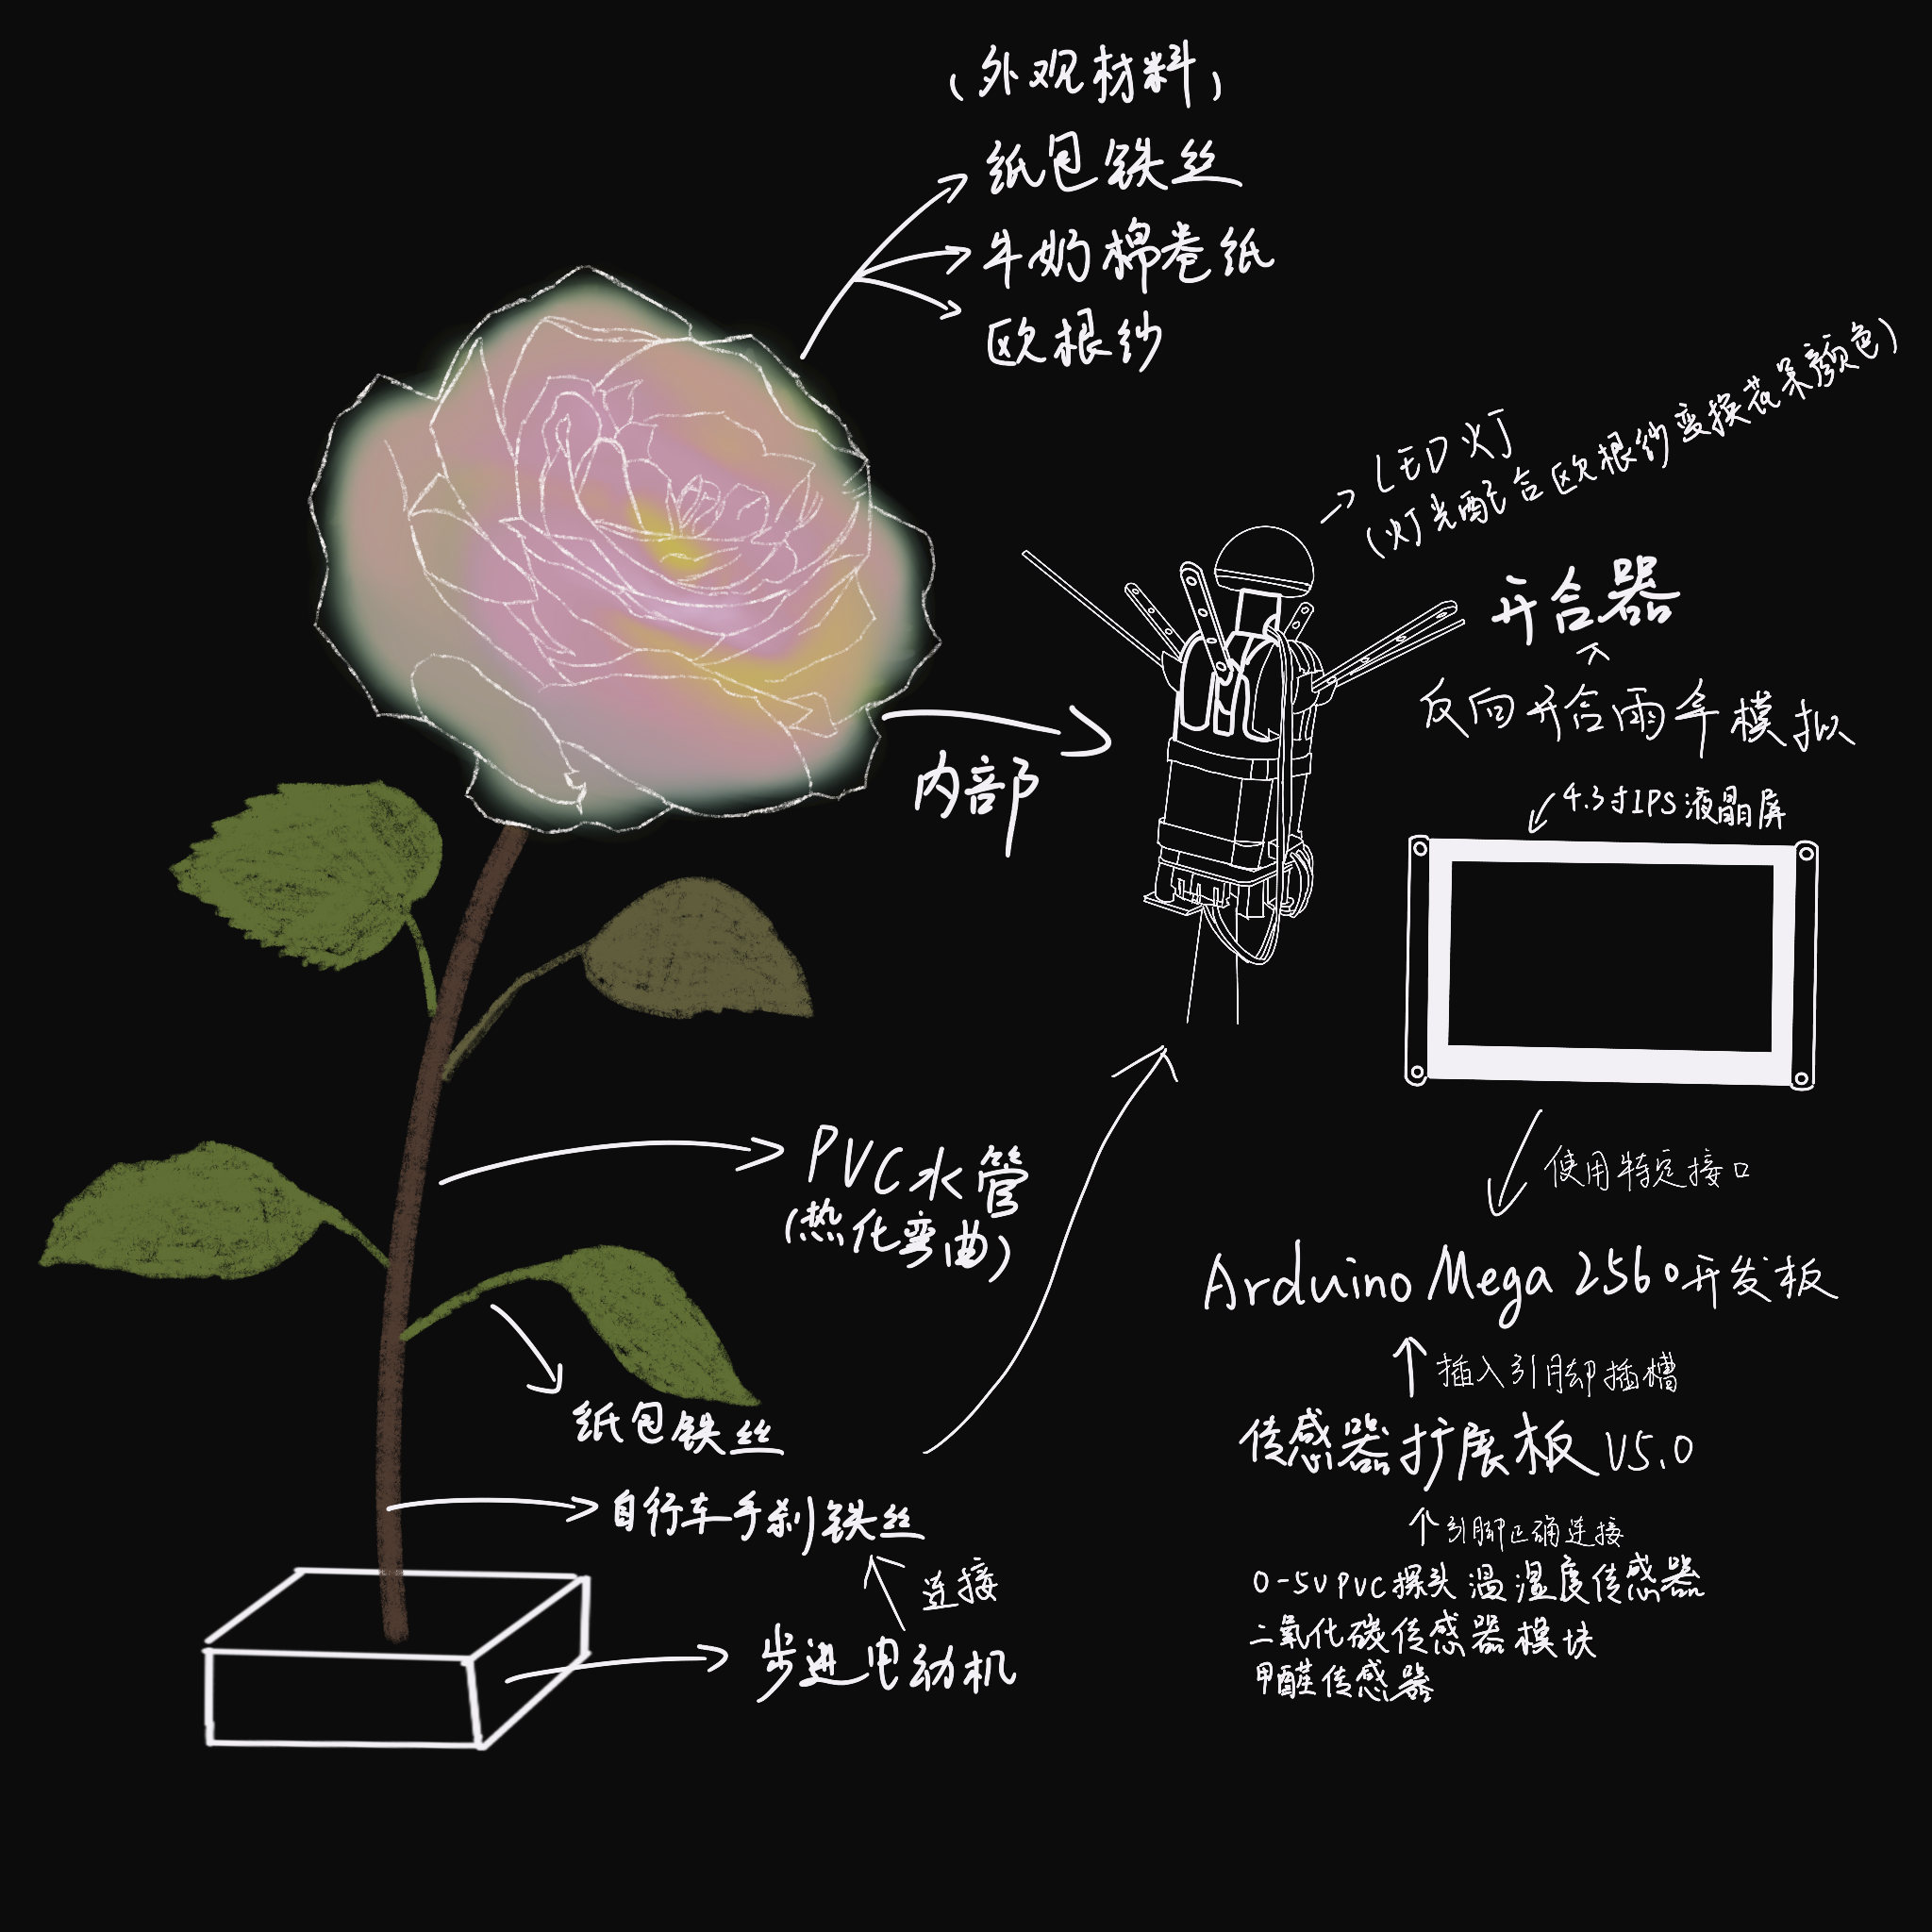 （外观材料）
纸包铁丝
牛奶棉卷纸
欧根纱
LED灯
（灯光配合欧根纱变换花朵颜色）
开合器
反向开合雨伞模拟
内部
4.3寸IPS液晶屏
PVC水管
（热化弯曲）
使用特定接口
Arduino Mega 2560开发板
插入引脚插槽
纸包铁丝
传感器扩展板 V5.0
自行车手刹铁丝
引脚正确连接
连接
0-5V PVC探头温湿度传感器
二氧化碳传感器模块
步进电动机
甲醛传感器